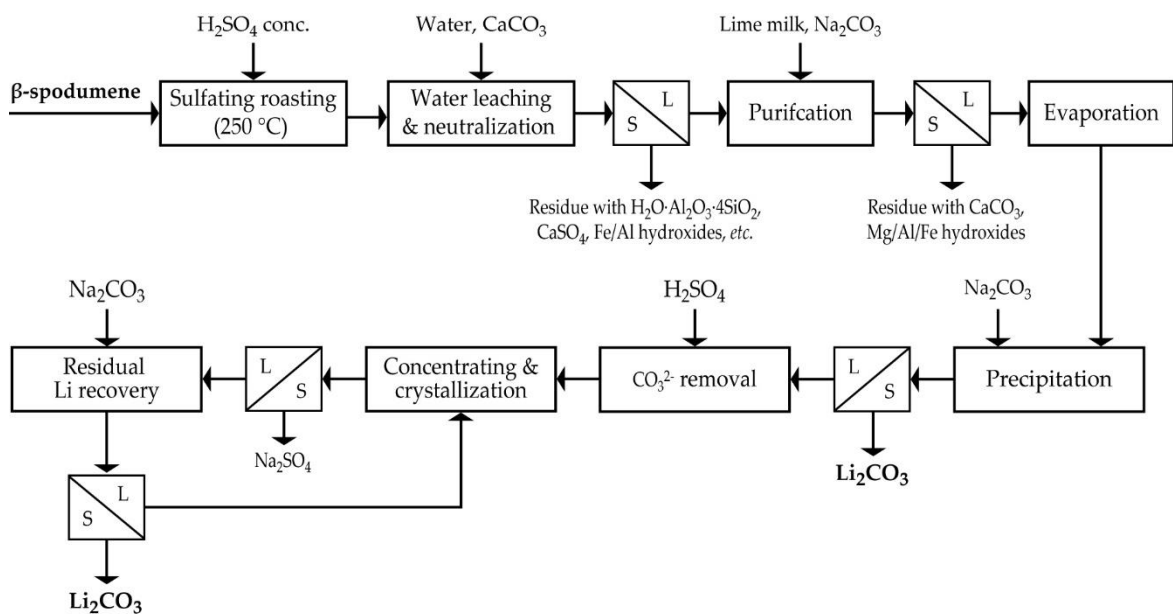 H₂SO₄ conc.
Water, CaCO₃
Lime milk, Na₂CO₃
β-spodumene
Sulfating roasting
(250 °C)
Water leaching
& neutralization
L
S
Purifcation
L
S
Evaporation
Residue with H₂O·Al₂O₃·4SiO₂,
CaSO₄, Fe/Al hydroxides, etc.
Residue with CaCO₃,
Mg/Al/Fe hydroxides
Na₂CO₃
H₂SO₄
Na₂CO₃
Residual
Li recovery
L
S
Concentrating &
crystallization
CO₃²⁻ removal
L
S
Precipitation
Na₂SO₄
Li₂CO₃
L
S
Li₂CO₃